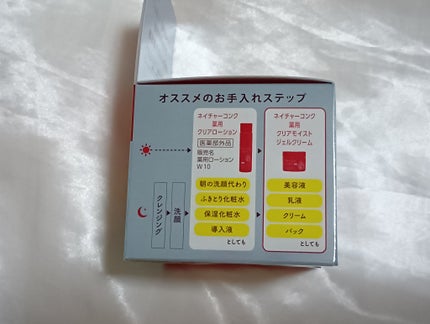 オススメのお手入れステップ
ネイチャーコンク
薬用
クリアローション
医薬部外品
販売名
薬用ローション
W10
朝の洗顔代わり
ふきとり化粧水
保湿化粧水
導入液
としても
ネイチャーコンク
薬用
クリアモイスト
ジェルクリーム
美容液
乳液
クリーム
パック
としても
クレンジング
洗顔